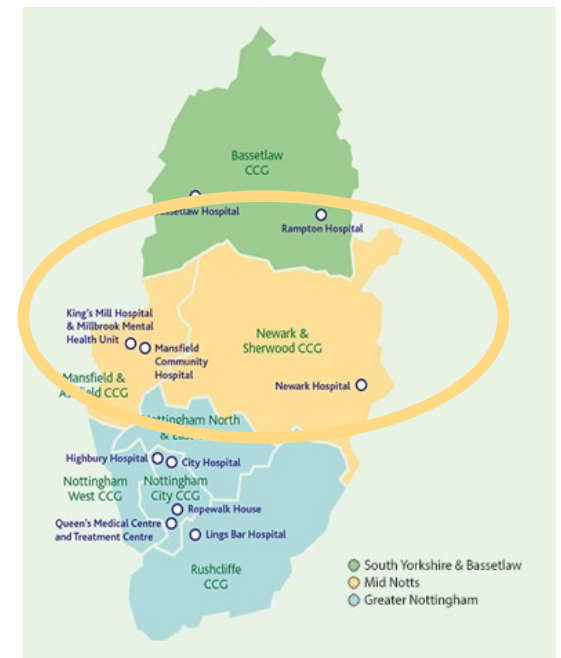 Bassetlaw
CCG
Hospital
Rampton Hospital
King's Mill Hospital
& Millbrook Mental
Health Unit
Mansfield
Community
Hospital
Newark &
Sherwood CCG
Newark Hospital
Mansfield &
CCG
Nottingham North
&
Highbury Hospital
City Hospital
Nottingham
West CCG
Nottingham
City CCG
Ropewalk House
Queen's Medical Centre
and Treatment Centre
Lings Bar Hospital
Rushcliffe
CCG
South Yorkshire & Bassetlaw
Mid Notts
Greater Nottingham